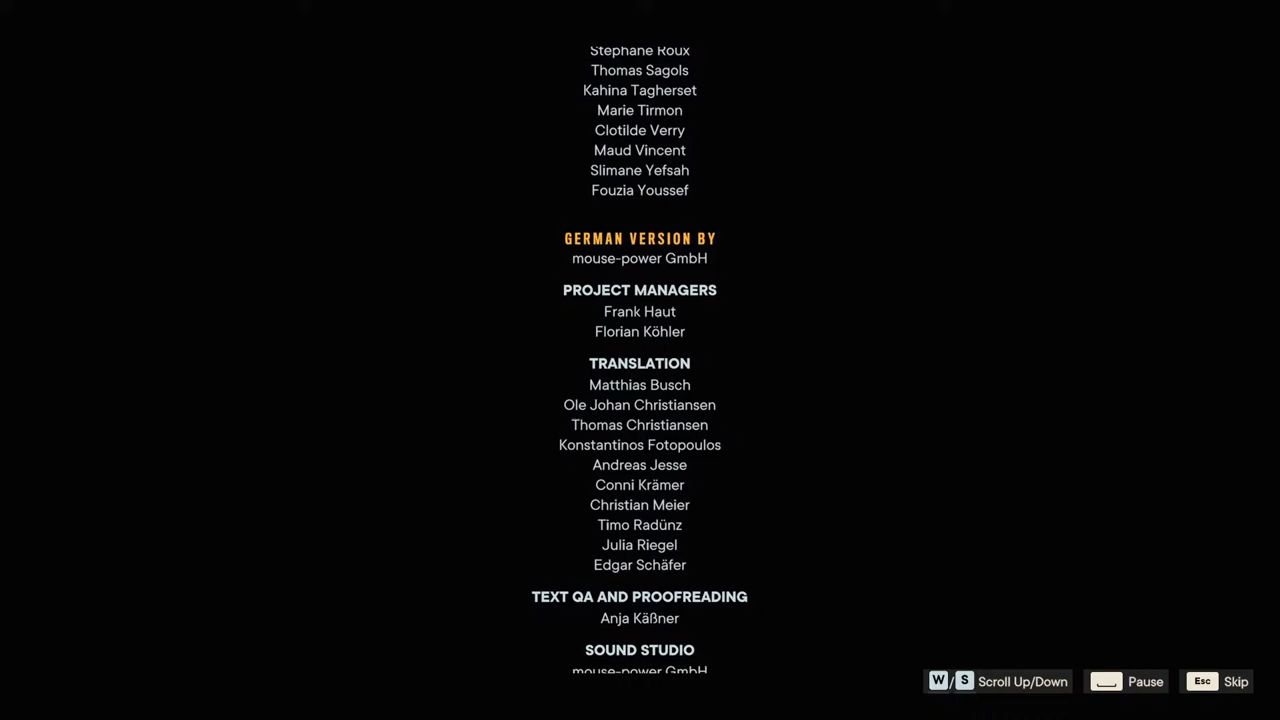 Stephane Roux
Thomas Sagols
Kahina Tagherset
Marie Tirmon
Clotilde Verry
Maud Vincent
Slimane Yefsah
Fouzia Youssef
GERMAN VERSION BY
mouse-power GmbH
PROJECT MANAGERS
Frank Haut
Florian Köhler
TRANSLATION
Matthias Busch
Ole Johan Christiansen
Thomas Christiansen
Konstantinos Fotopoulos
Andreas Jesse
Conni Krämer
Christian Meier
Timo Radünz
Julia Riegel
Edgar Schäfer
TEXT QA AND PROOFREADING
Anja Käßner
SOUND STUDIO
mouse-power GmbH
W/S Scroll Up/Down Pause Esc Skip